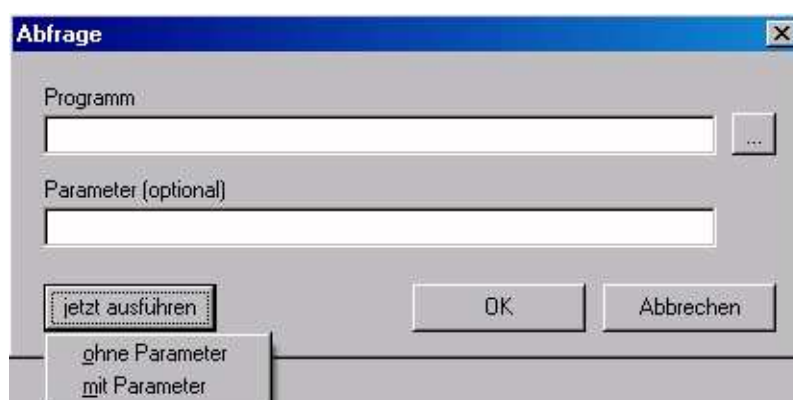 Abfrage
Programm
...
Parameter (optional)
jetzt ausführen
OK
Abbrechen
ohne Parameter
mit Parameter